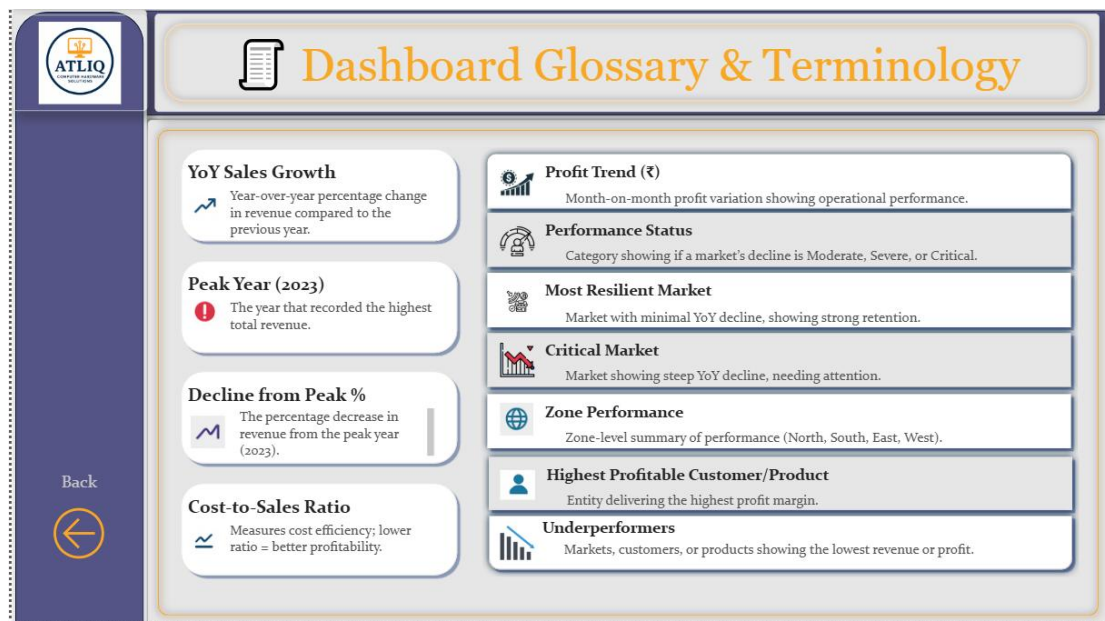 ATLIQ
COMPUTER HARDWARE
SOLUTIONS
Dashboard Glossary & Terminology
YoY Sales Growth
Year-over-year percentage change
in revenue compared to the
previous year.
Peak Year (2023)
The year that recorded the highest
total revenue.
Decline from Peak %
The percentage decrease in
revenue from the peak year
(2023).
Cost-to-Sales Ratio
Measures cost efficiency; lower
ratio = better profitability.
Profit Trend (₹)
Month-on-month profit variation showing operational performance.
Performance Status
Category showing if a market's decline is Moderate, Severe, or Critical.
Most Resilient Market
Market with minimal YoY decline, showing strong retention.
Critical Market
Market showing steep YoY decline, needing attention.
Zone Performance
Zone-level summary of performance (North, South, East, West).
Highest Profitable Customer/Product
Entity delivering the highest profit margin.
Underperformers
Markets, customers, or products showing the lowest revenue or profit.
Back